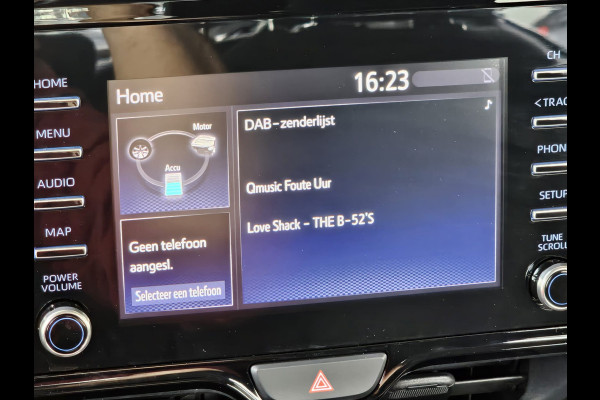 HOME
MENU
AUDIO
MAP
POWER
VOLUME
Home
16:23
Motor
Accu
Geen telefoon
aangesl.
Selecteer een telefoon
DAB-zenderlijst
Qmusic Foute Uur
Love Shack - THE B-52'S
CH
<TRAC
PHON
SETUP
TUNE
SCROLL